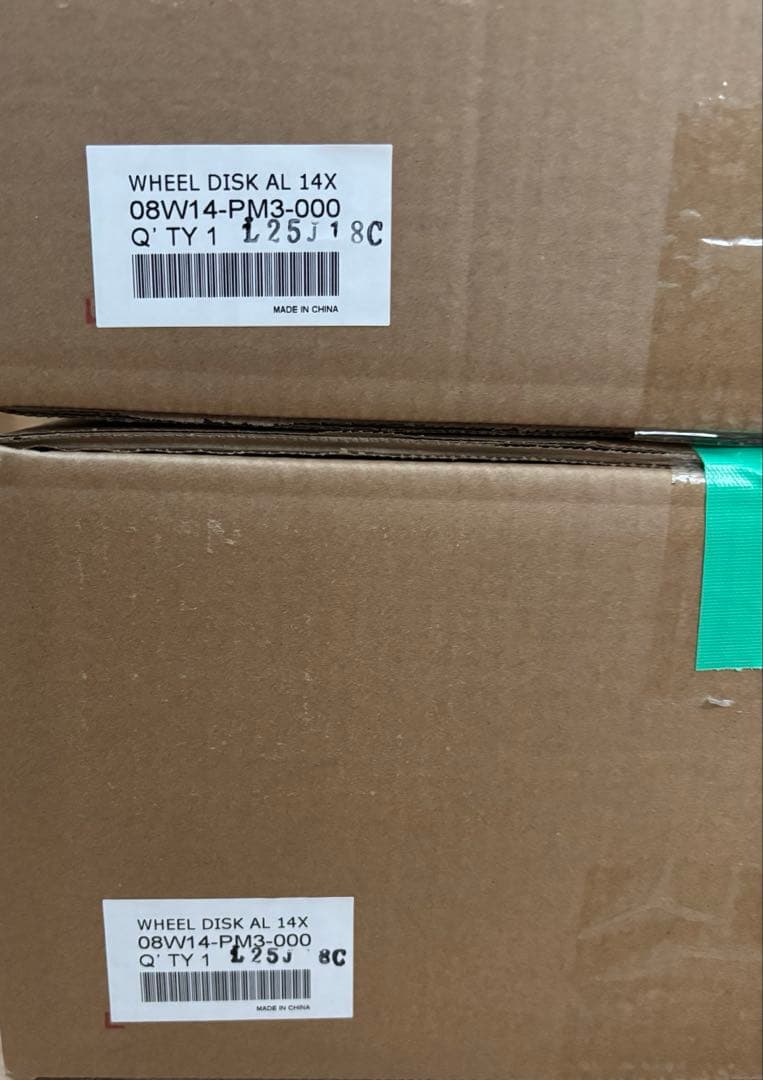 WHEEL DISK AL 14X
08W14-PM3-000
Q' TY 1 L25J18C
MADE IN CHINA
WHEEL DISK AL 14X
08W14-PM3-000
Q' TY 1 L25J 8C
MADE IN CHINA